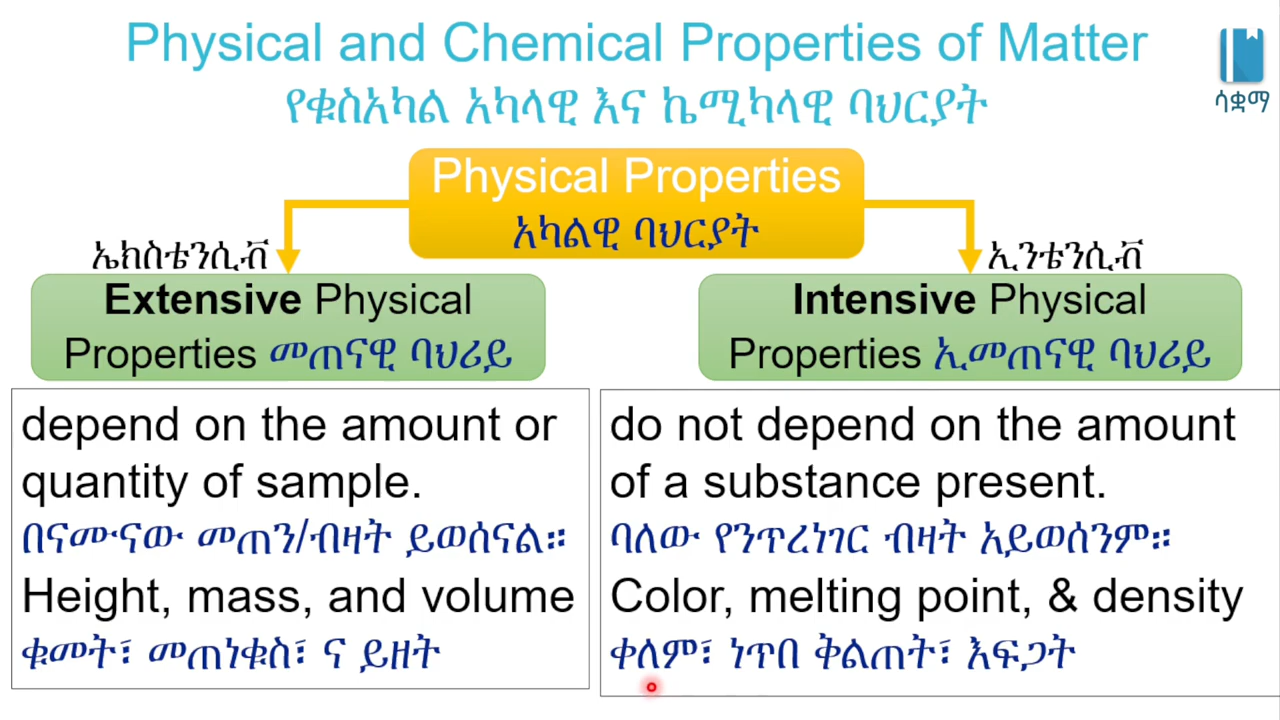 Physical and Chemical Properties of Matter
የቁስአካል አካላዊ እና ኬሚካላዊ ባህርያት
ሳቋማ
Physical Properties
አካልዊ ባህርያት
ኤክስቴንሲቭ
Extensive Physical
Properties መጠናዊ ባህሪይ
depend on the amount or
quantity of sample.
በናሙናው መጠን/ብዛት ይወሰናል።
Height, mass, and volume
ቁመት፣ መጠነቁስ፣ ና ይዘት
ኢንቴንሲቭ
Intensive Physical
Properties ኢመጠናዊ ባህሪይ
do not depend on the amount
of a substance present.
ባለው የንጥረነገር ብዛት አይወሰንም።
Color, melting point, & density
ቀለም፣ ነጥበ ቅልጠት፣ እፍጋት